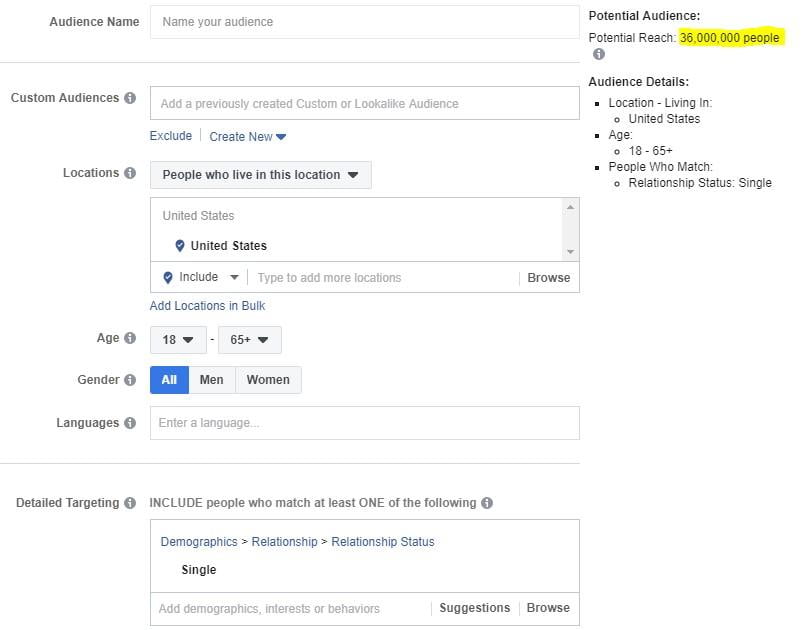 Audience Name
Name your audience
Custom Audiences
Add a previously created Custom or Lookalike Audience
Exclude
Create New
Locations
People who live in this location
United States
United States
Include
Type to add more locations
Browse
Add Locations in Bulk
Age
18 - 65+
Gender
All Men Women
Languages
Enter a language...
Detailed Targeting
INCLUDE people who match at least ONE of the following
Demographics > Relationship > Relationship Status
Single
Add demographics, interests or behaviors
Suggestions
Browse
Potential Audience:
Potential Reach: 36,000,000 people
Audience Details:
Location - Living In:
United States
Age:
18 - 65+
People Who Match:
Relationship Status: Single